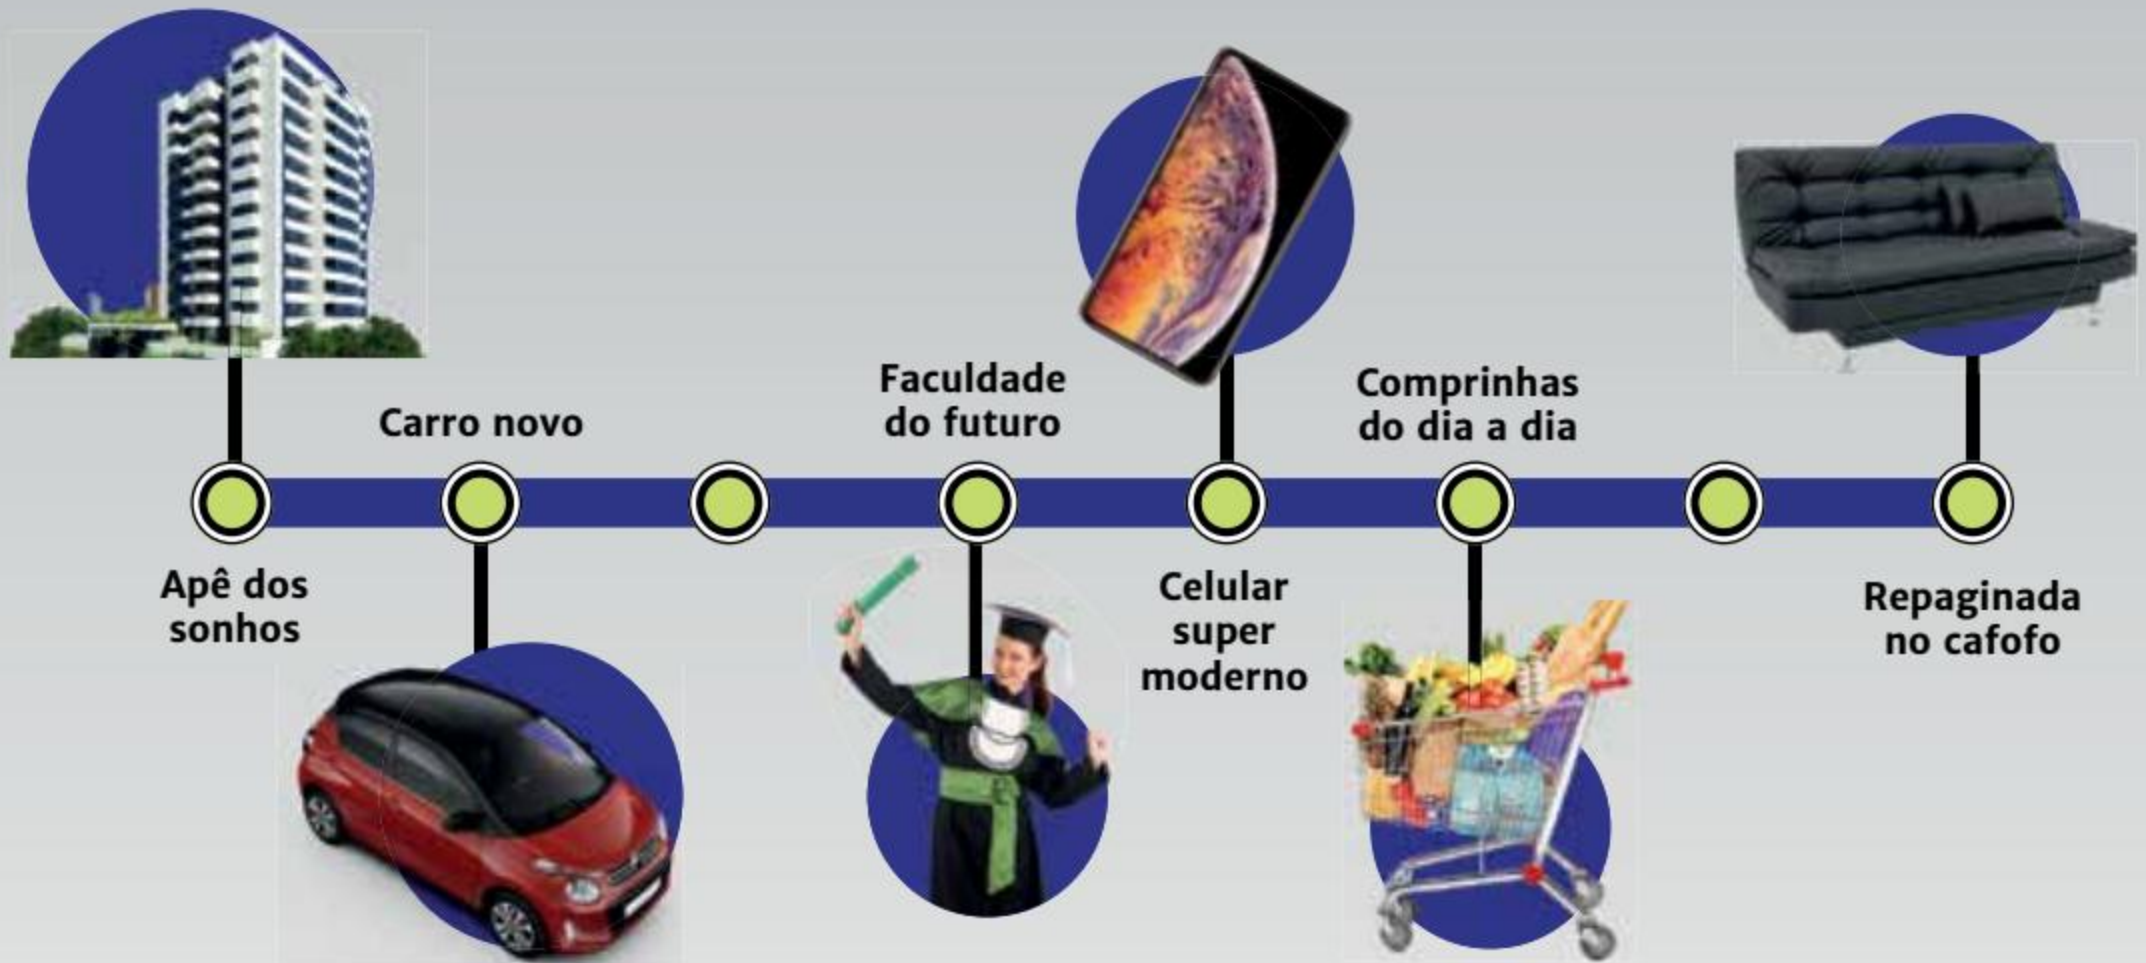 Apê dos
sonhos
Carro novo
Faculdade
do futuro
Celular
super
moderno
Comprinhas
do dia a dia
Repaginada
no cafofo